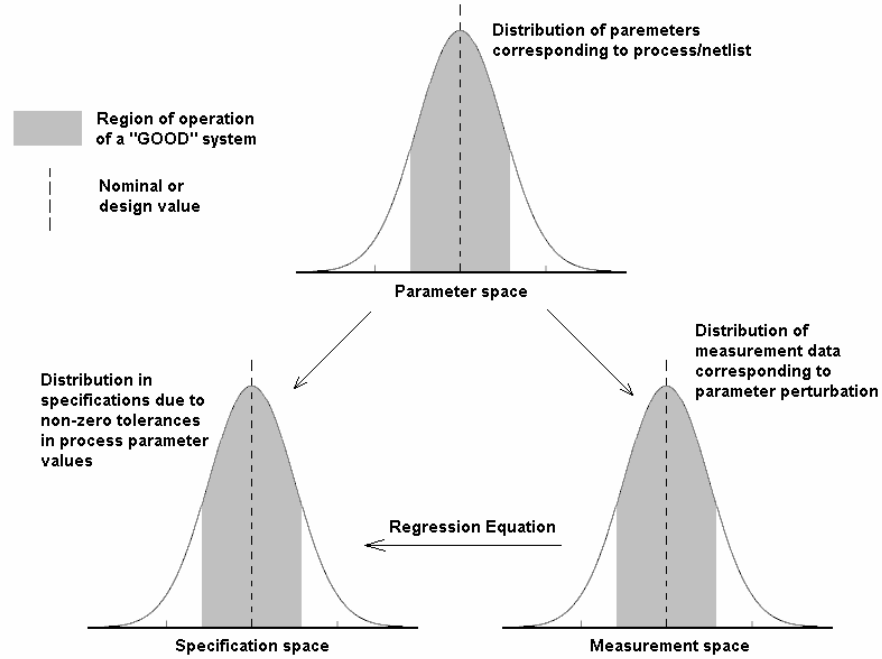 Distribution of paremeters
corresponding to process/netlist
Region of operation
of a "GOOD" system
Nominal or
design value
Parameter space
Distribution of
measurement data
corresponding to
parameter perturbation
Distribution in
specifications due to
non-zero tolerances
in process parameter
values
Regression Equation
Specification space
Measurement space